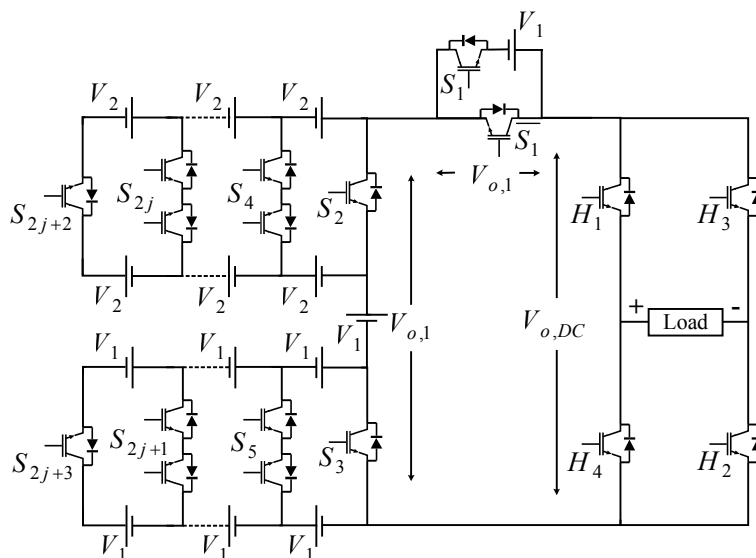 V1
S1
V2 V2 V2
S̅1̅
Vo,1
S2j+2 S2j S4 S2
H1 H3
V2 V2 V2
V1 Vo,1 Vo,DC
+ Load -
V1 V1 V1
S2j+3 S2j+1 S5 S3
H4 H2
V1 V1 V1